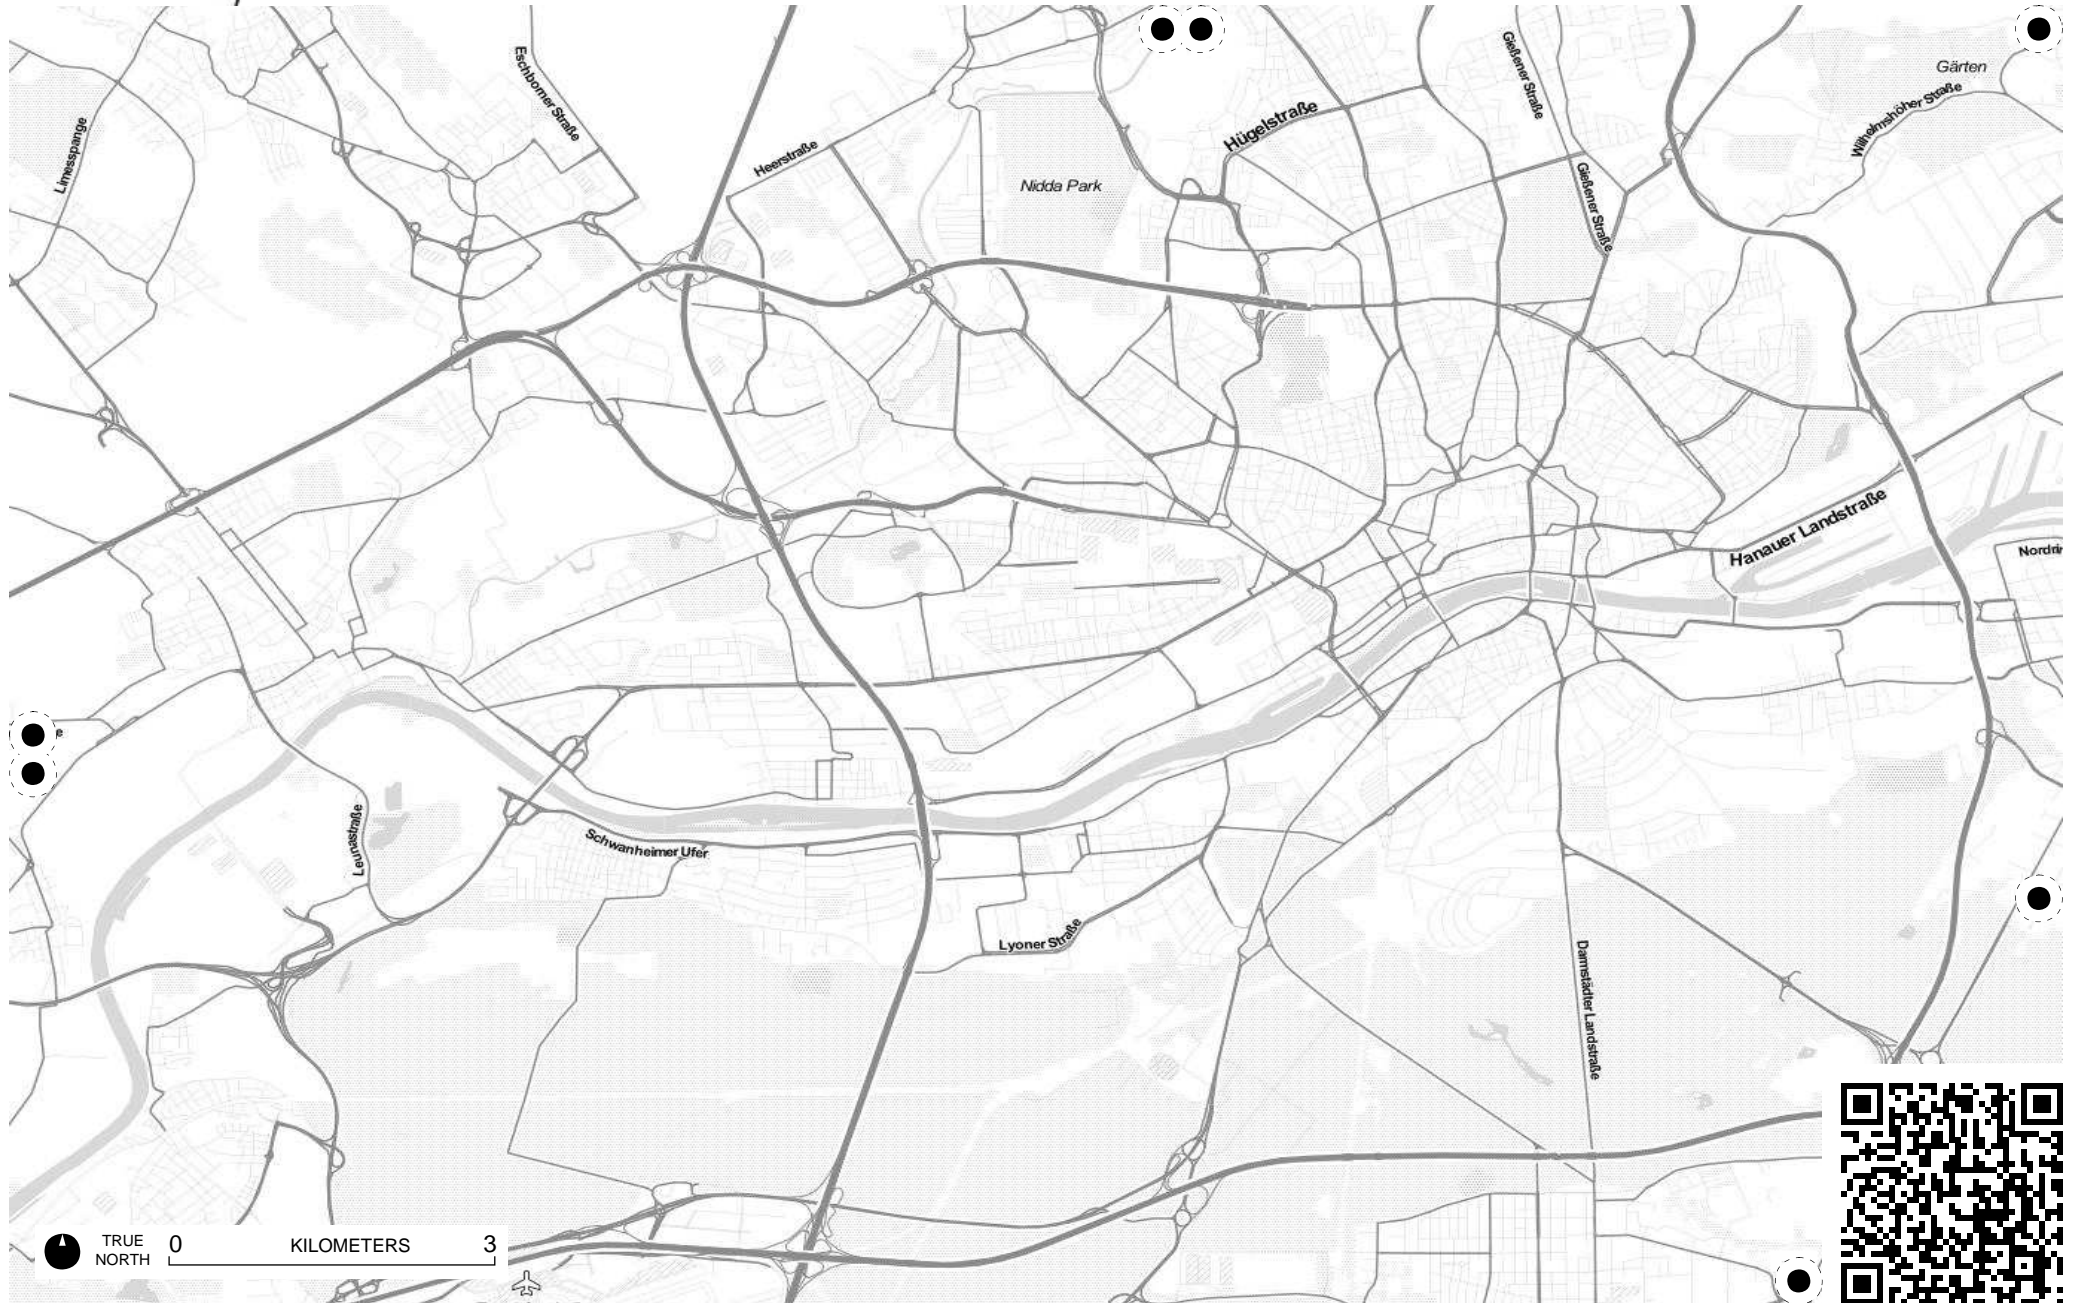 Eschborner Straße
Gießener Straße
Gärten
Wilhelmshöher Straße
Limesspange
Hügelstraße
Heerstraße
Nidda Park
Gießener Straße
Hanauer Landstraße
Nordri
e
Leunastraße
Schwanheimer Ufer
Lyoner Straße
Darmstädter Landstraße
TRUE
NORTH
0 KILOMETERS 3